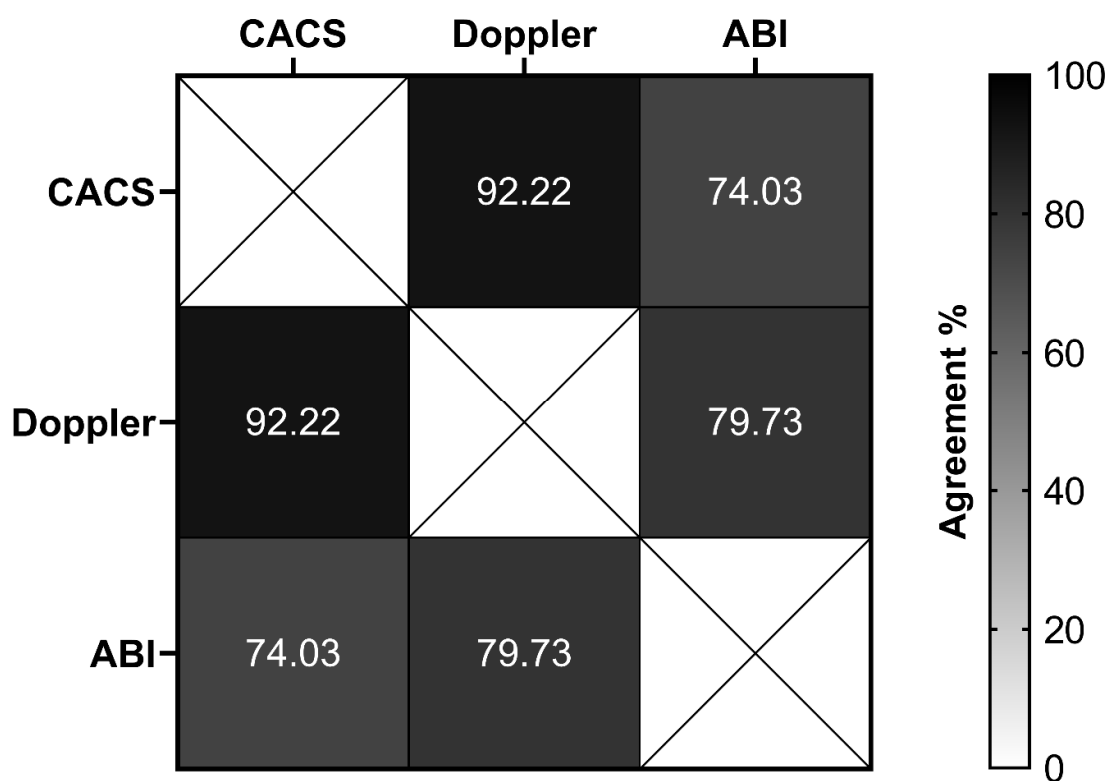 CACS Doppler ABI
CACS 92.22 74.03
Doppler 92.22 79.73
ABI 74.03 79.73
100
80
60
40
20
0
Agreement %